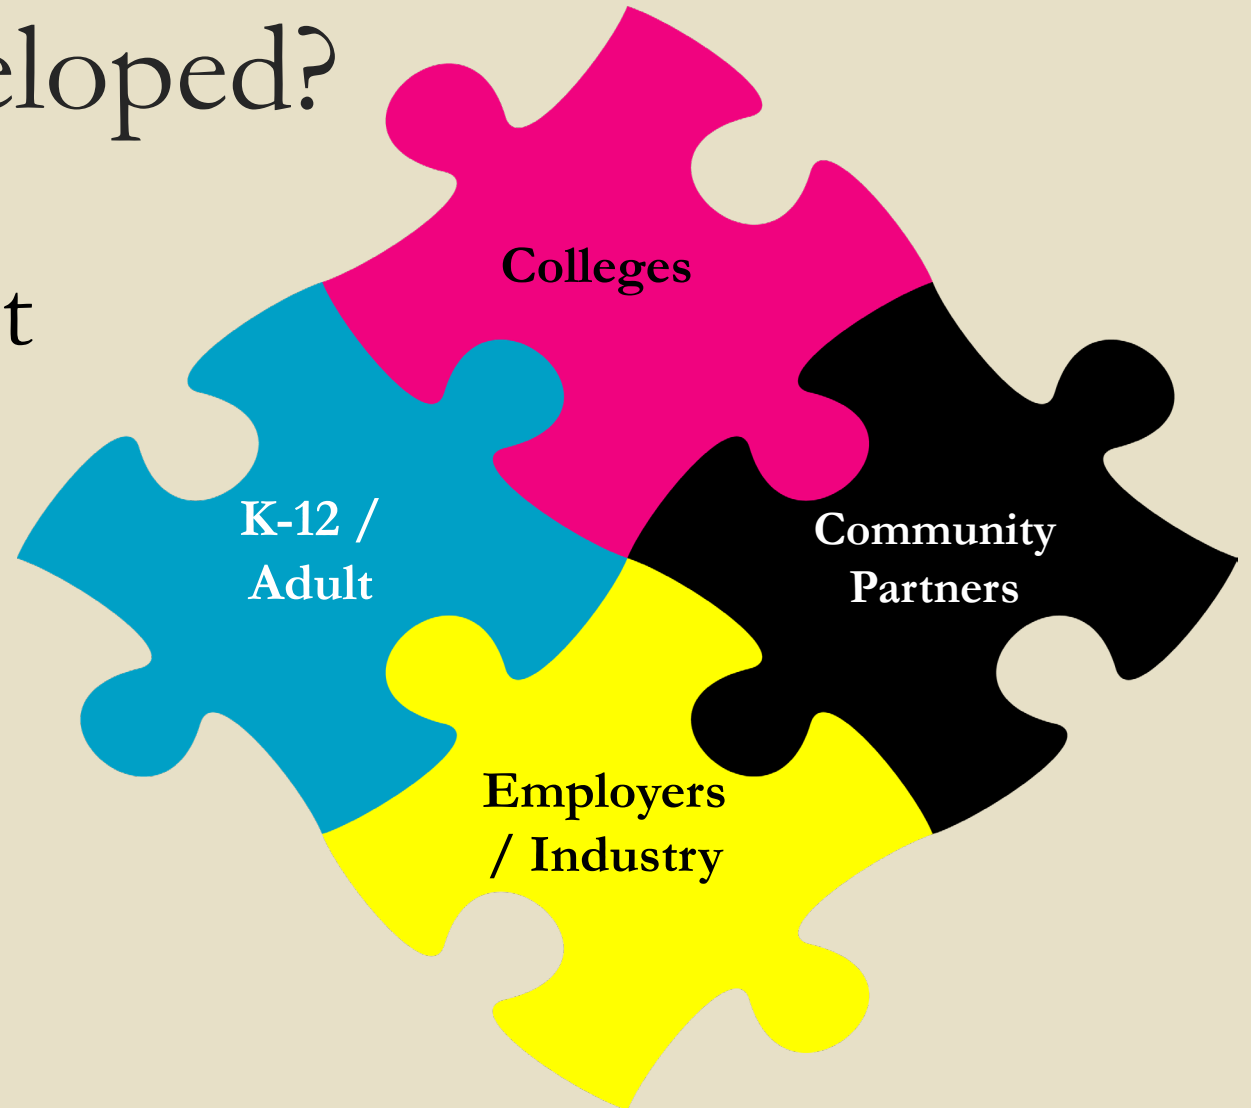 eloped?
t
Colleges
K-12 /
Adult
Community
Partners
Employers
/ Industry